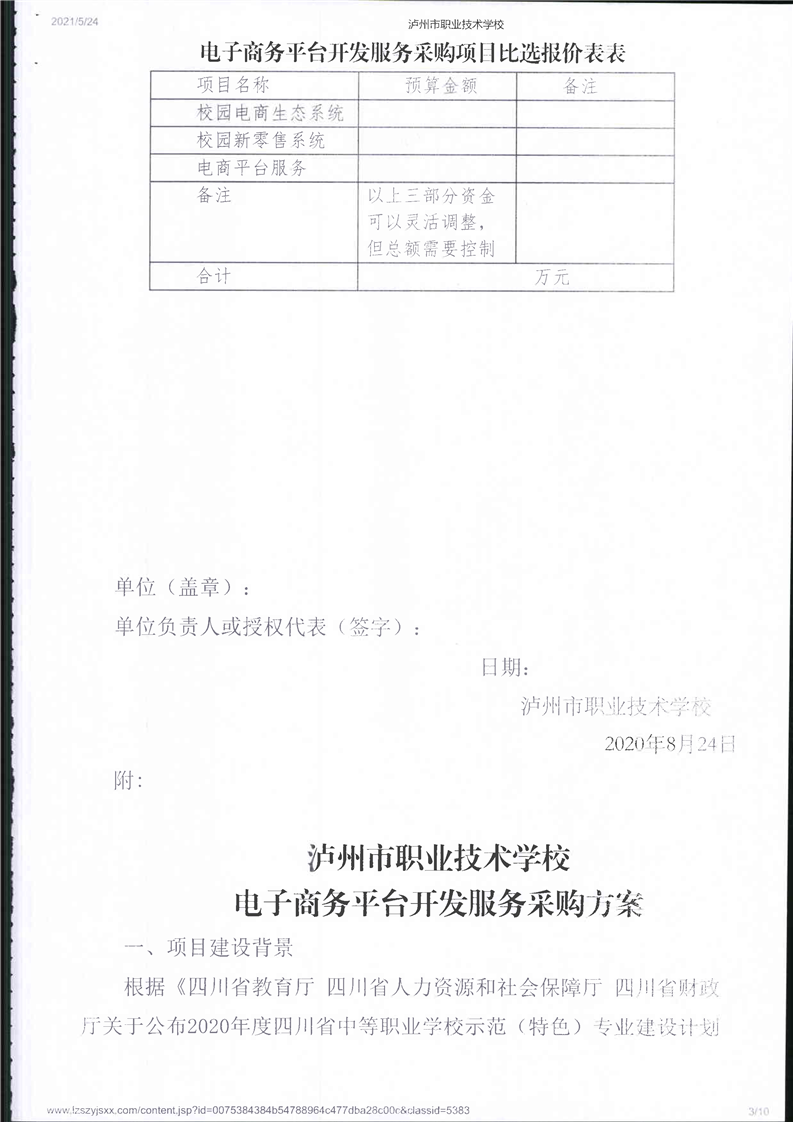 2021/5/24
泸州市职业技术学校
电子商务平台开发服务采购项目比选报价表表
项目名称 预算金额 备注
校园电商生态系统
校园新零售系统
电商平台服务
备注 以上三部分资金
可以灵活调整，
但总额需要控制
合计 万元
单位（盖章）：
单位负责人或授权代表（签字）：
日期：
泸州市职业技术学校
2020年8月24日
附：
泸州市职业技术学校
电子商务平台开发服务采购方案
一、项目建设背景
根据《四川省教育厅 四川省人力资源和社会保障厅 四川省财政
厅关于公布2020年度四川省中等职业学校示范（特色）专业建设计划
www.lzszyjsxx.com/content.jsp?id=0075384384b54788964c477dba28c00c&classid=5383
3/10